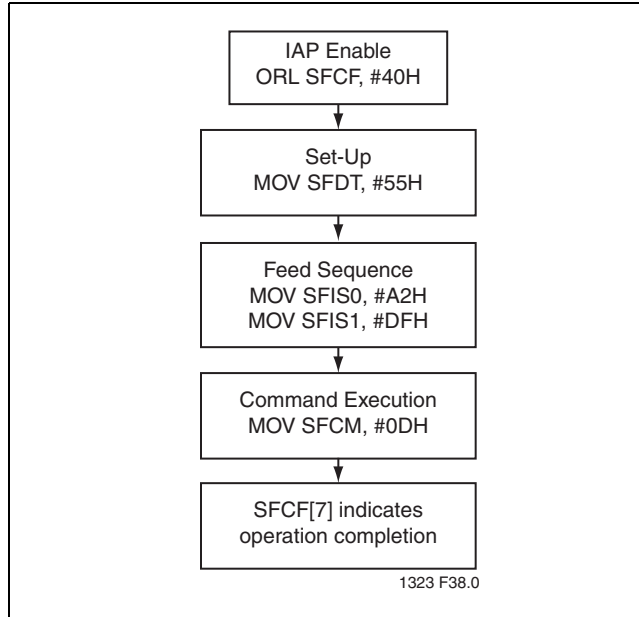 IAP Enable
ORL SFCF, #40H
Set-Up
MOV SFDT, #55H
Feed Sequence
MOV SFIS0, #A2H
MOV SFIS1, #DFH
Command Execution
MOV SFCM, #0DH
SFCF[7] indicates
operation completion
1323 F38.0